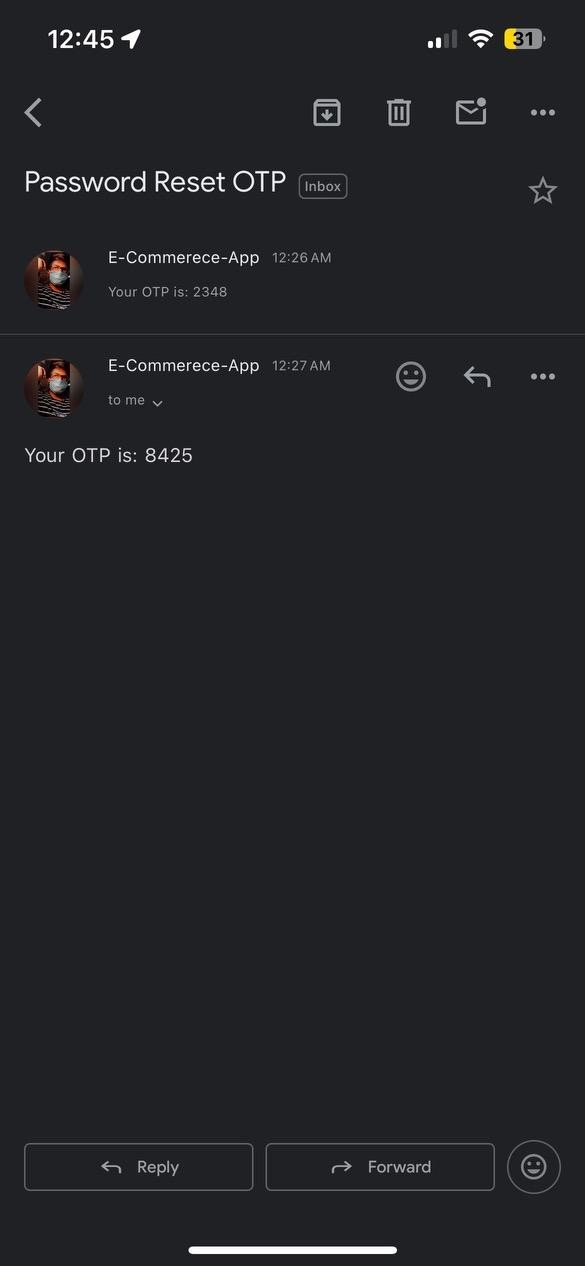 12:45
31
Password Reset OTP Inbox
E-Commerece-App 12:26 AM
Your OTP is: 2348
E-Commerece-App 12:27 AM
to me
Your OTP is: 8425
Reply Forward